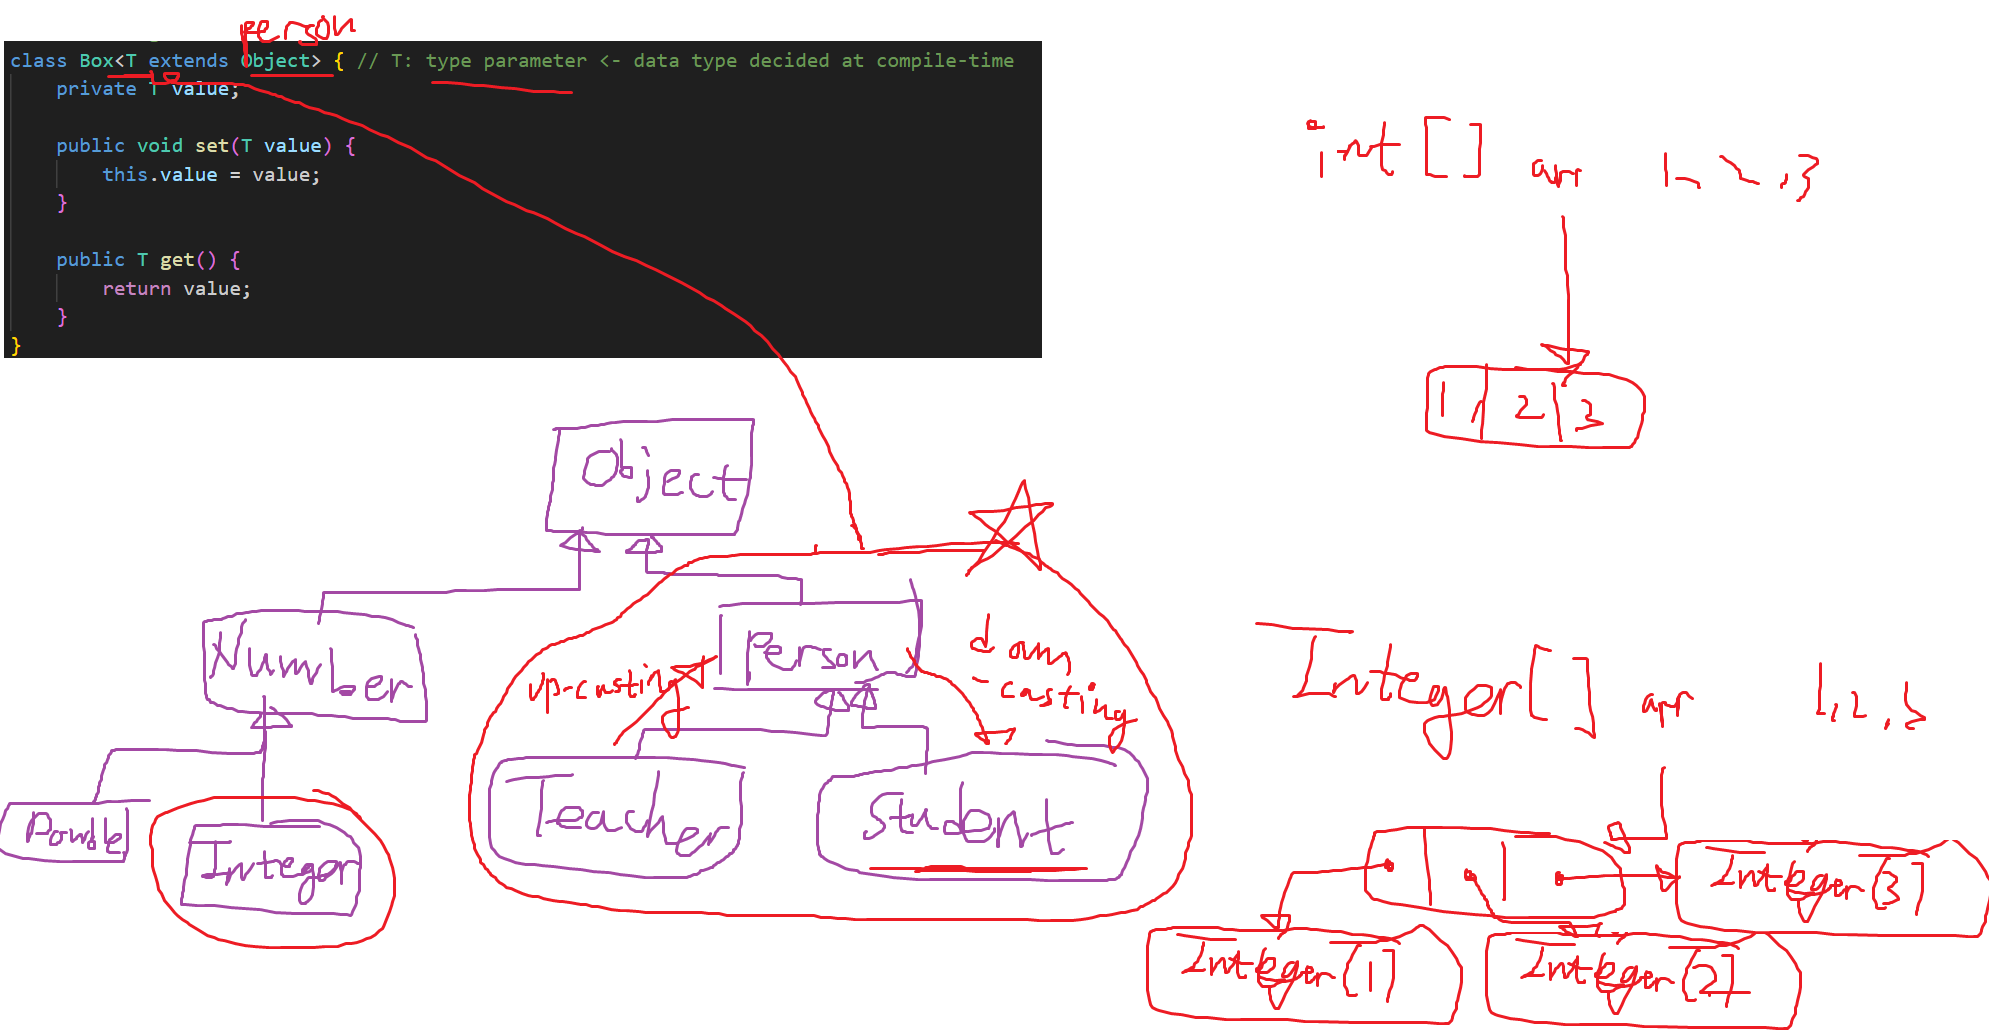 person
class Box<T extends Object> { // T: type parameter <- data type decided at compile-time
private T value;
public void set(T value) {
this.value = value;
}
public T get() {
return value;
}
}
int [] arr 1, 2, 3
1 2 3
Object
Number
Person
up-casting
down
-casting
Integer[] arr 1, 2, 3
Teacher
Student
Integer
Integer(3)
Integer(1)
Integer(2)